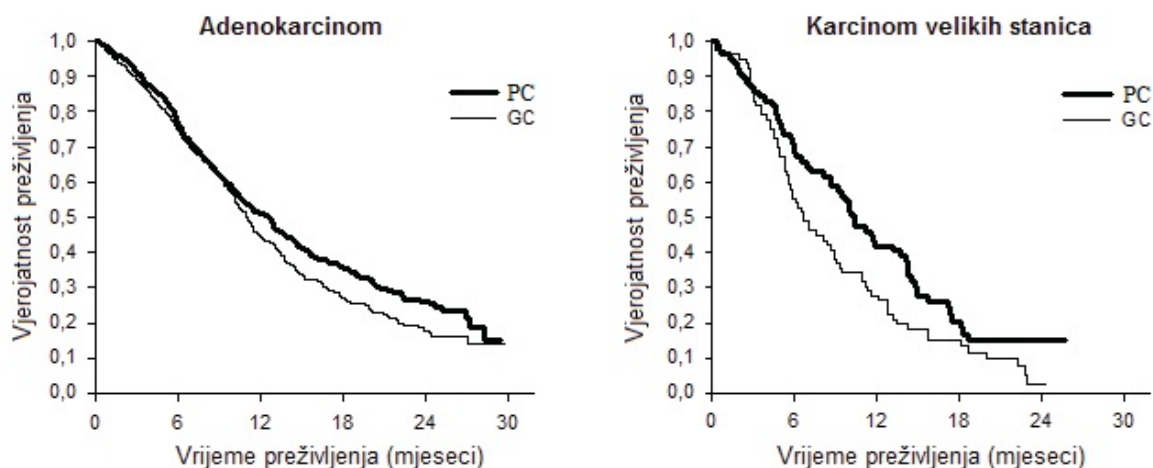 Adenokarcinom
Vjerojatnost preživljenja
1,0
0,9
0,8
0,7
0,6
0,5
0,4
0,3
0,2
0,1
0,0
PC
GC
0 6 12 18 24 30
Vrijeme preživljenja (mjeseci)
Karcinom velikih stanica
Vjerojatnost preživljenja
1,0
0,9
0,8
0,7
0,6
0,5
0,4
0,3
0,2
0,1
0,0
PC
GC
0 6 12 18 24 30
Vrijeme preživljenja (mjeseci)